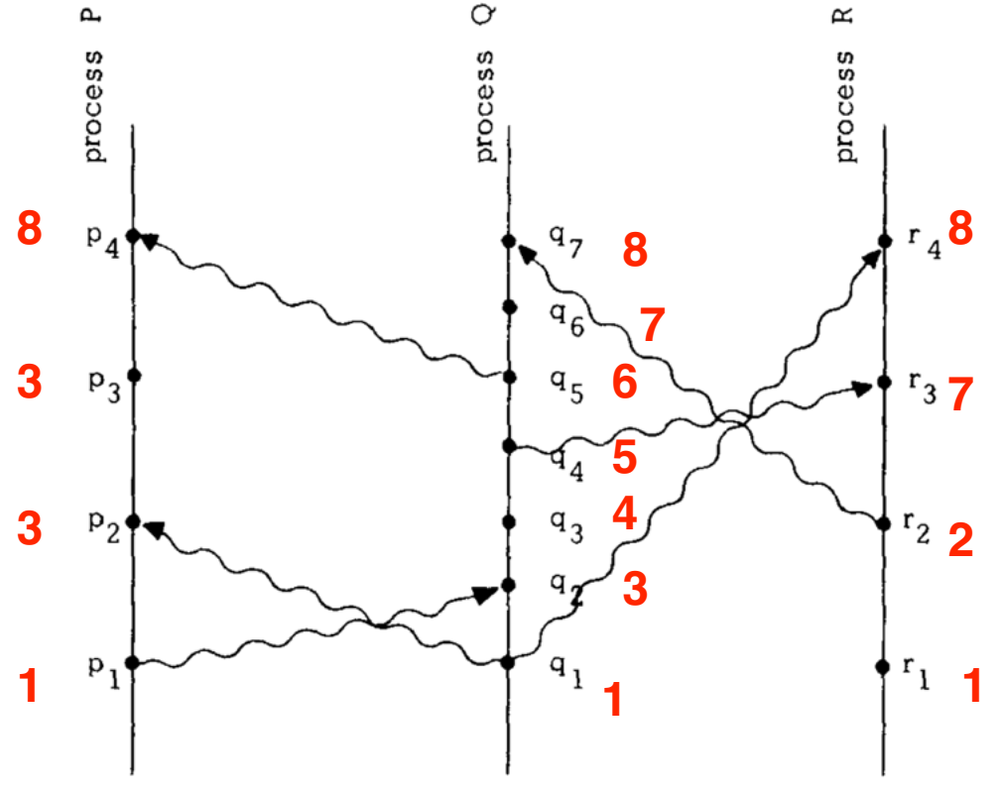 process P
process Q
process R
8 p4 q7 8 r4 8
q6 7
3 p3 q5 6 r3 7
q4 5
3 p2 q3 4 r2 2
q2 3
1 p1 q1 1 r1 1